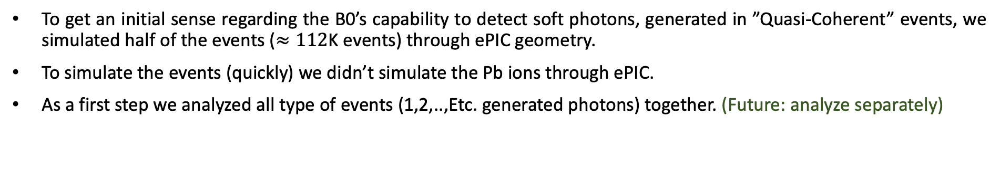 • To get an initial sense regarding the B0’s capability to detect soft photons, generated in ”Quasi-Coherent” events, we
simulated half of the events (≈ 112K events) through ePIC geometry.
• To simulate the events (quickly) we didn’t simulate the Pb ions through ePIC.
• As a first step we analyzed all type of events (1,2,..,Etc. generated photons) together. (Future: analyze separately)